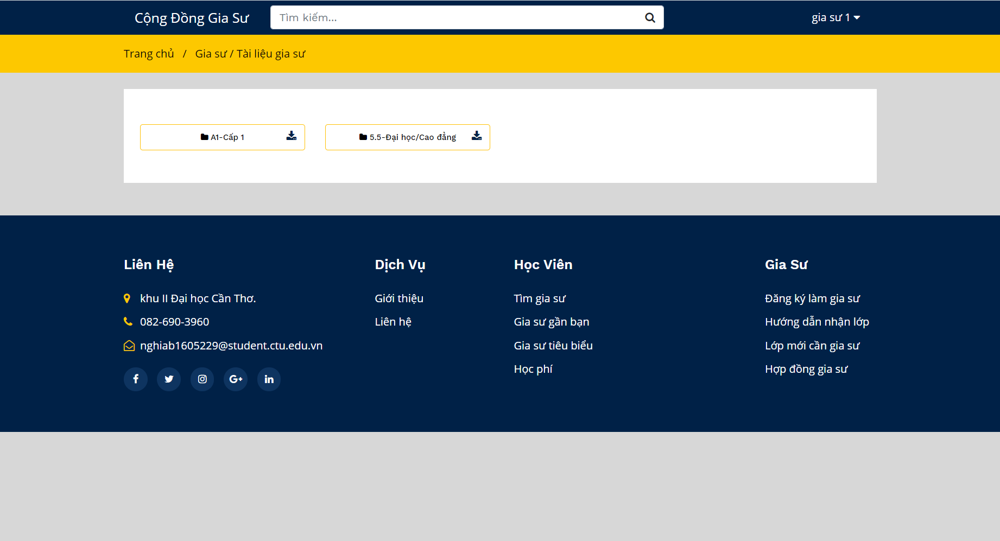 Cộng Đồng Gia Sư
Tìm kiếm...
gia sư 1
Trang chủ / Gia sư / Tài liệu gia sư
A1-Cấp 1
5.5-Đại học/Cao đẳng
Liên Hệ
khu II Đại học Cần Thơ.
082-690-3960
nghiab1605229@student.ctu.edu.vn
Dịch Vụ
Giới thiệu
Liên hệ
Học Viên
Tìm gia sư
Gia sư gần bạn
Gia sư tiêu biểu
Học phí
Gia Sư
Đăng ký làm gia sư
Hướng dẫn nhận lớp
Lớp mới cần gia sư
Hợp đồng gia sư